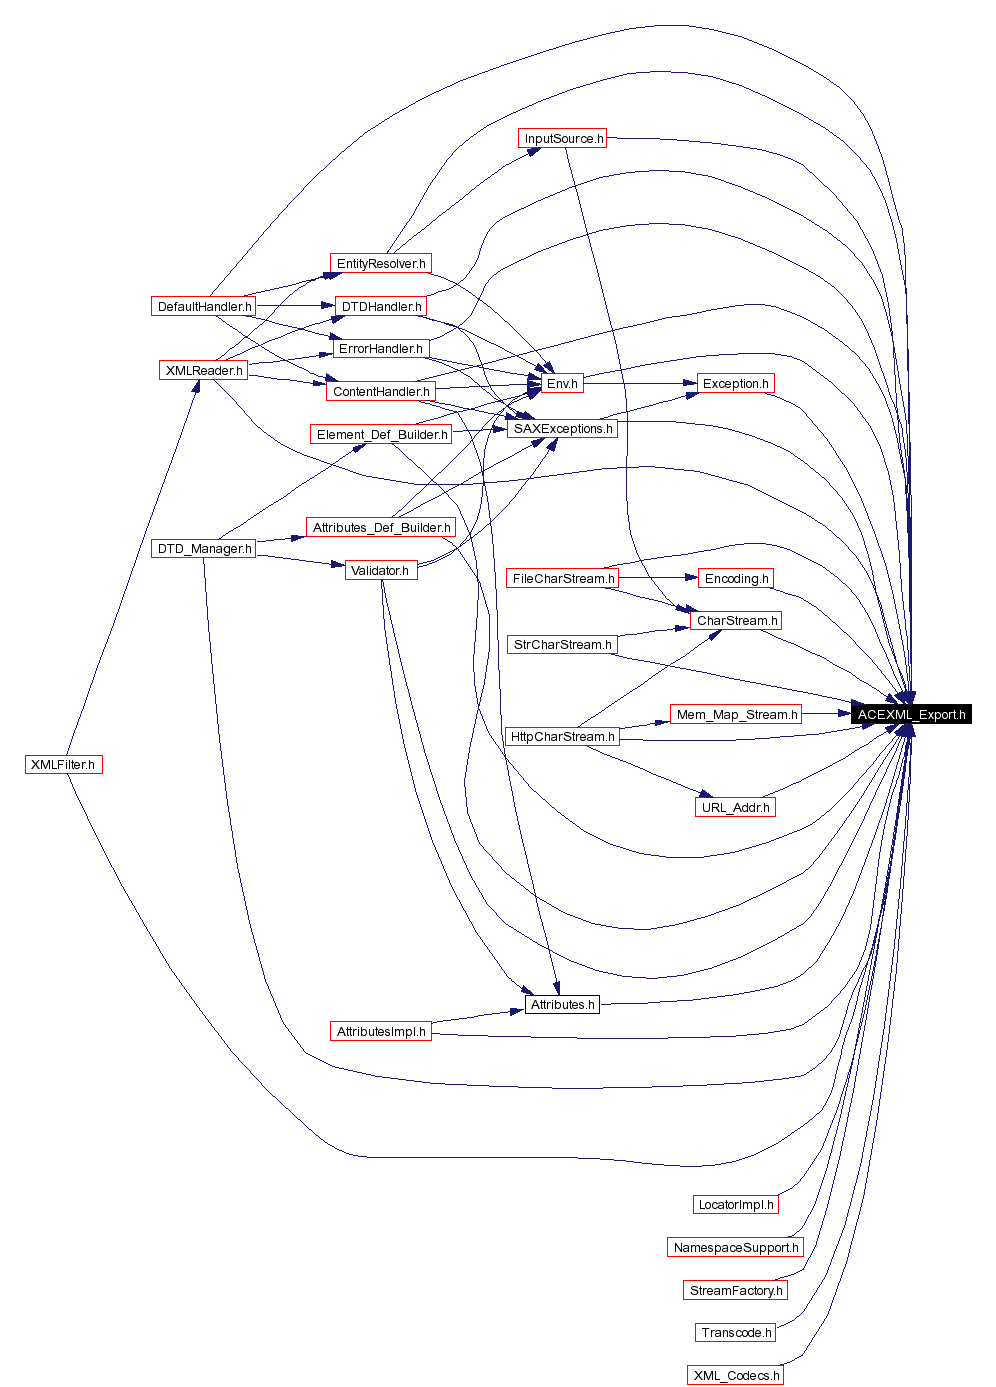 InputSource.h
EntityResolver.h
DefaultHandler.h
DTDHandler.h
ErrorHandler.h
XMLReader.h
ContentHandler.h
Env.h
Exception.h
Element_Def_Builder.h
SAXExceptions.h
Attributes_Def_Builder.h
DTD_Manager.h
Validator.h
FileCharStream.h
Encoding.h
CharStream.h
StrCharStream.h
Mem_Map_Stream.h
ACEXML_Export.h
HttpCharStream.h
XMLFilter.h
URL_Addr.h
Attributes.h
AttributesImpl.h
LocatorImpl.h
NamespaceSupport.h
StreamFactory.h
Transcode.h
XML_Codecs.h